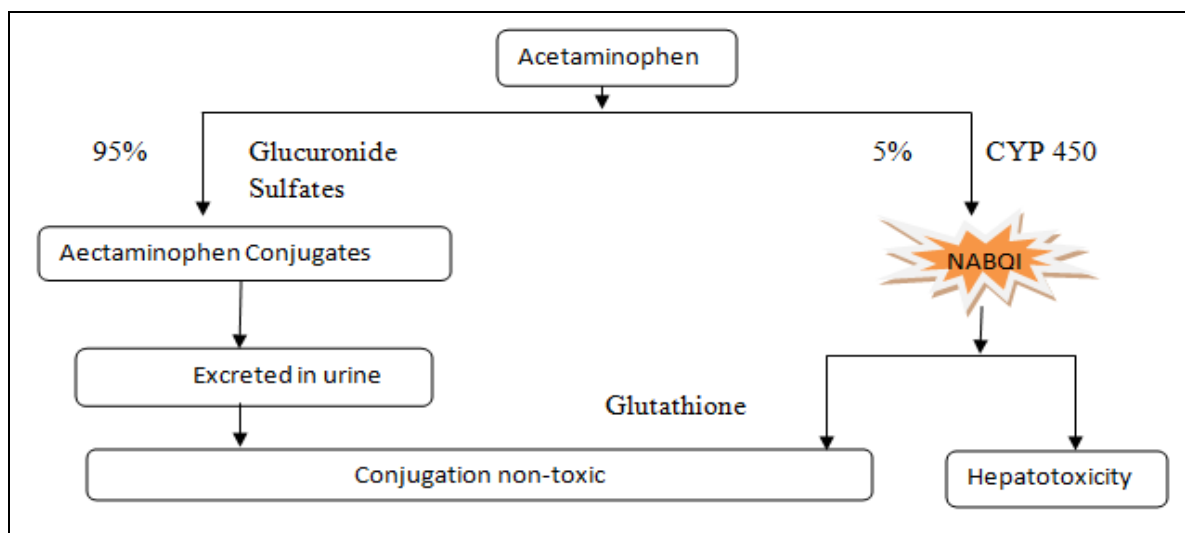 Acetaminophen
95%
Glucuronide
Sulfates
5%
CYP 450
Aectaminophen Conjugates
NABQI
Excreted in urine
Glutathione
Conjugation non-toxic
Hepatotoxicity